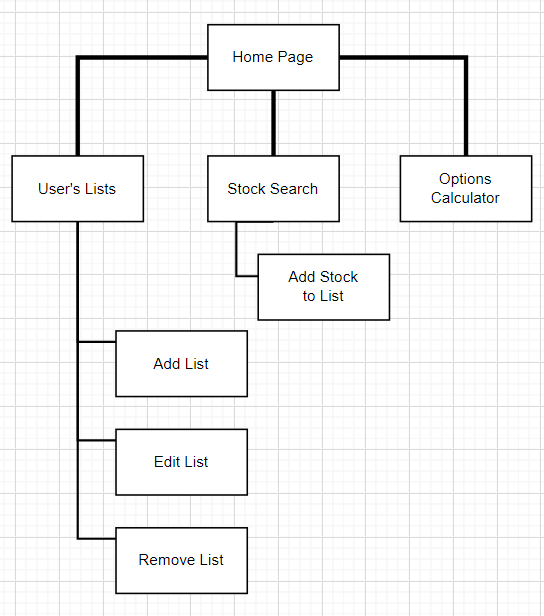 Home Page
User's Lists
Stock Search
Options
Calculator
Add Stock
to List
Add List
Edit List
Remove List